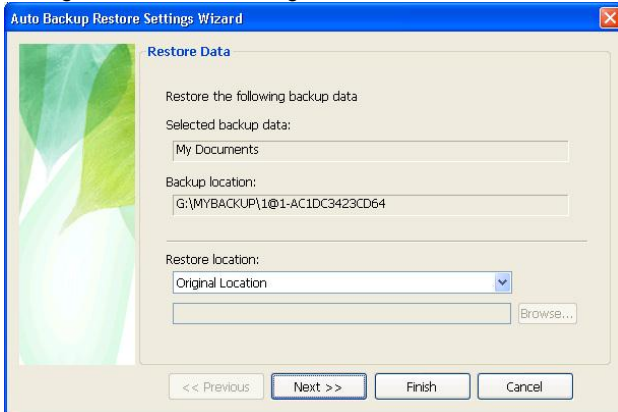 Auto Backup Restore Settings Wizard
Restore Data
Restore the following backup data
Selected backup data:
My Documents
Backup location:
G:\MYBACKUP\1@1-AC1DC3423CD64
Restore location:
Original Location
Browse...
<< Previous Next >> Finish Cancel